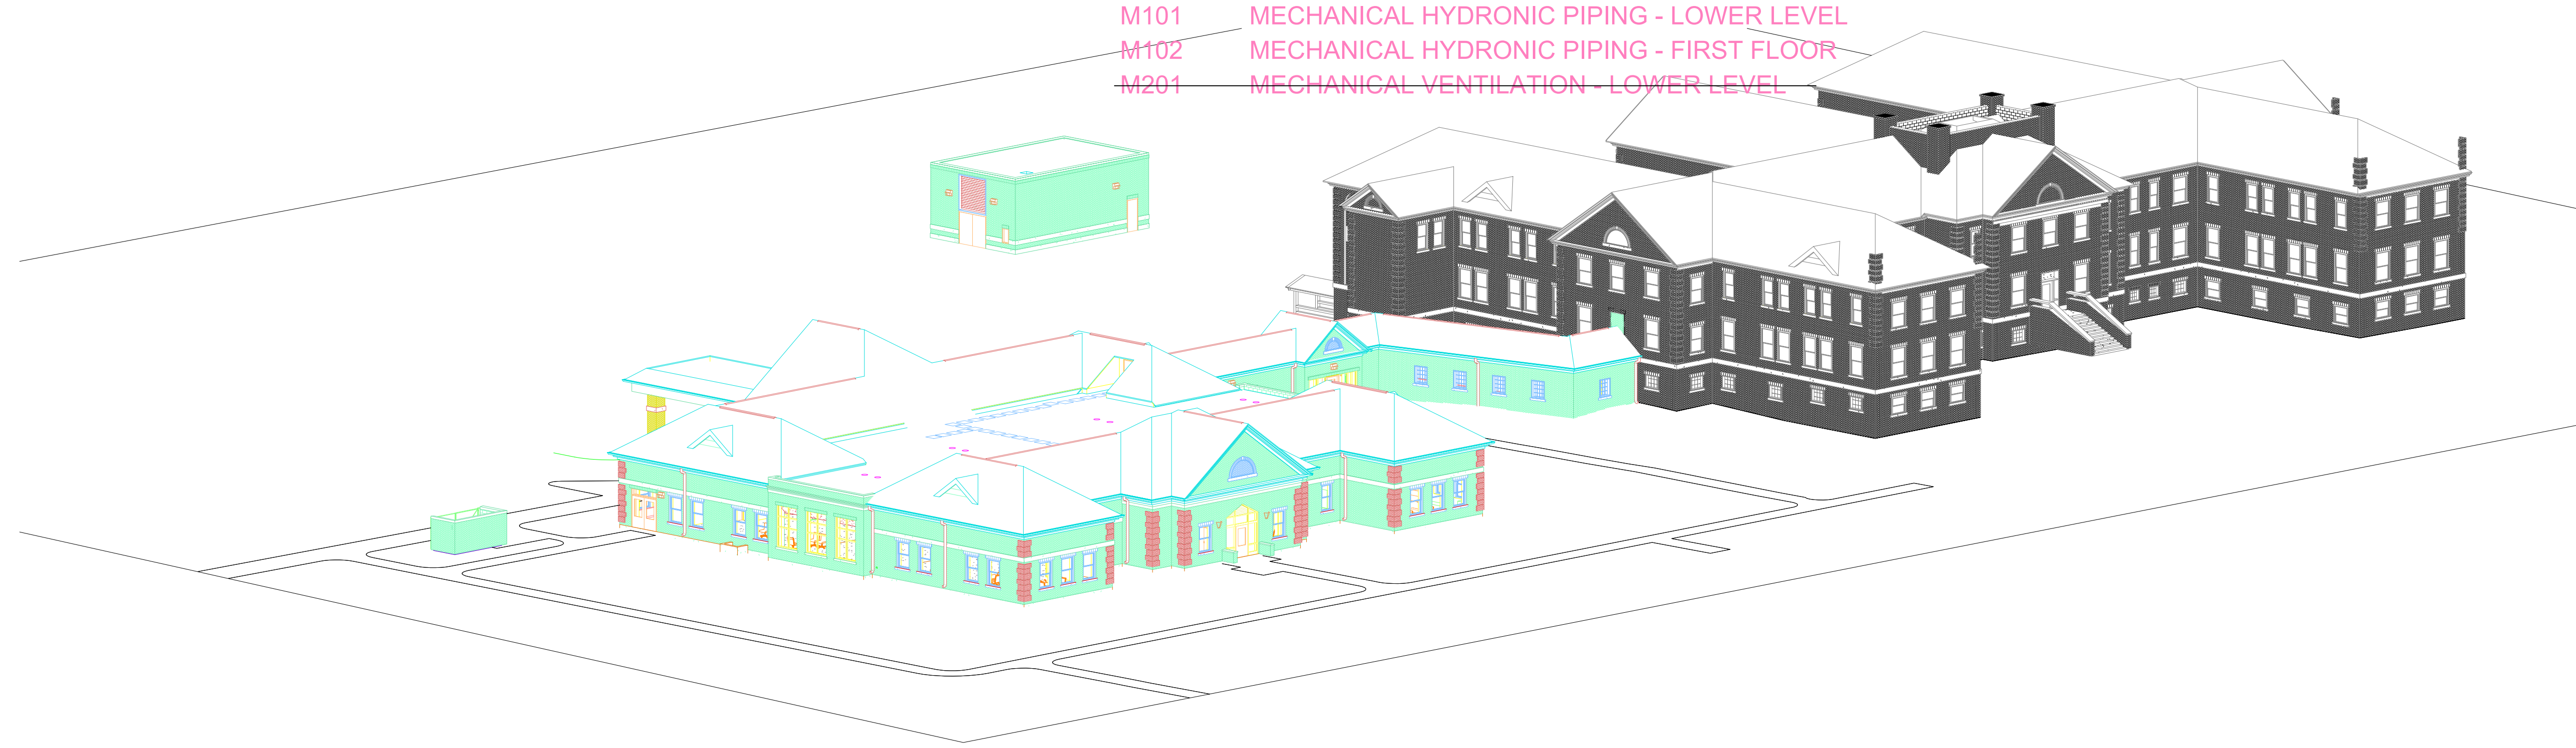 M101 MECHANICAL HYDRONIC PIPING - LOWER LEVEL
M102 MECHANICAL HYDRONIC PIPING - FIRST FLOOR
M201 MECHANICAL VENTILATION - LOWER LEVEL